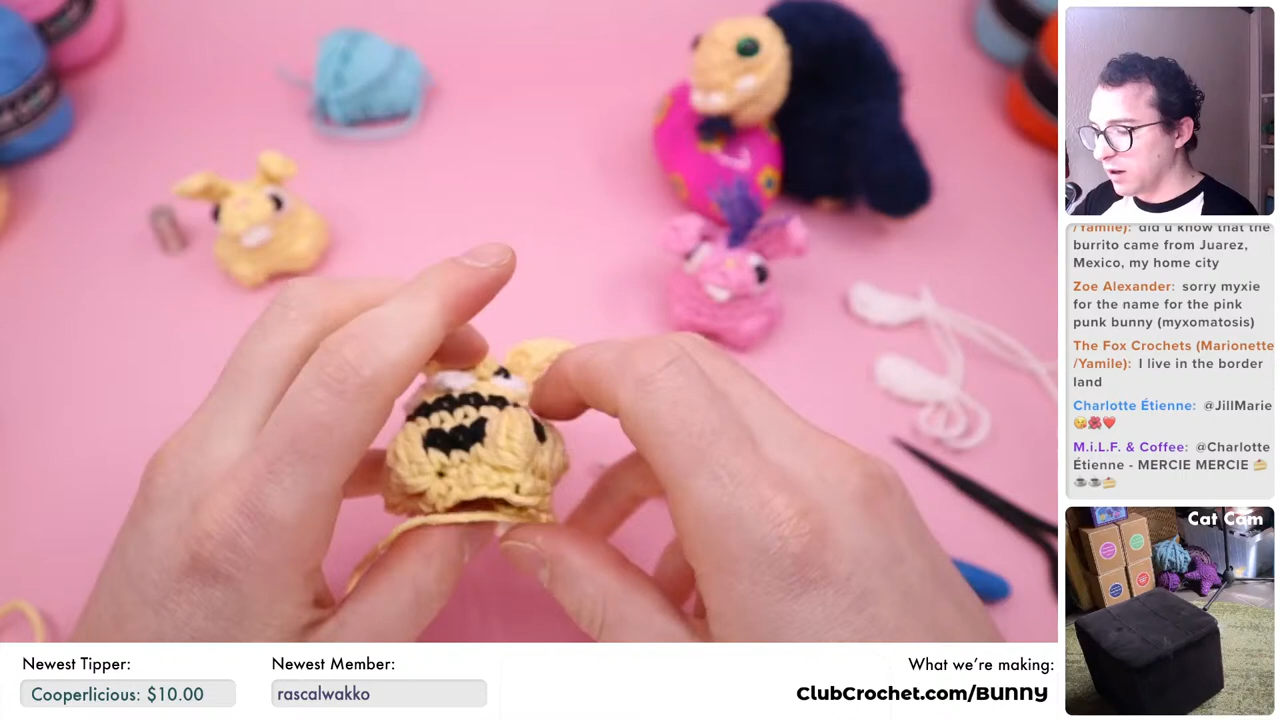 /Yamile): did u know that the
burrito came from Juarez,
Mexico, my home city
Zoe Alexander: sorry myxie
for the name for the pink
punk bunny (myxomatosis)
The Fox Crochets (Marionette
/Yamile): I live in the border
land
Charlotte Étienne: @JillMarie
😘🌺❤️
M.i.L.F. & Coffee: @Charlotte
Étienne - MERCIE MERCIE 🍰
☕☕🍰
Cat Cam
Newest Tipper:
Cooperlicious: $10.00
Newest Member:
rascalwakko
What we're making:
ClubCrochet.com/BUNNY